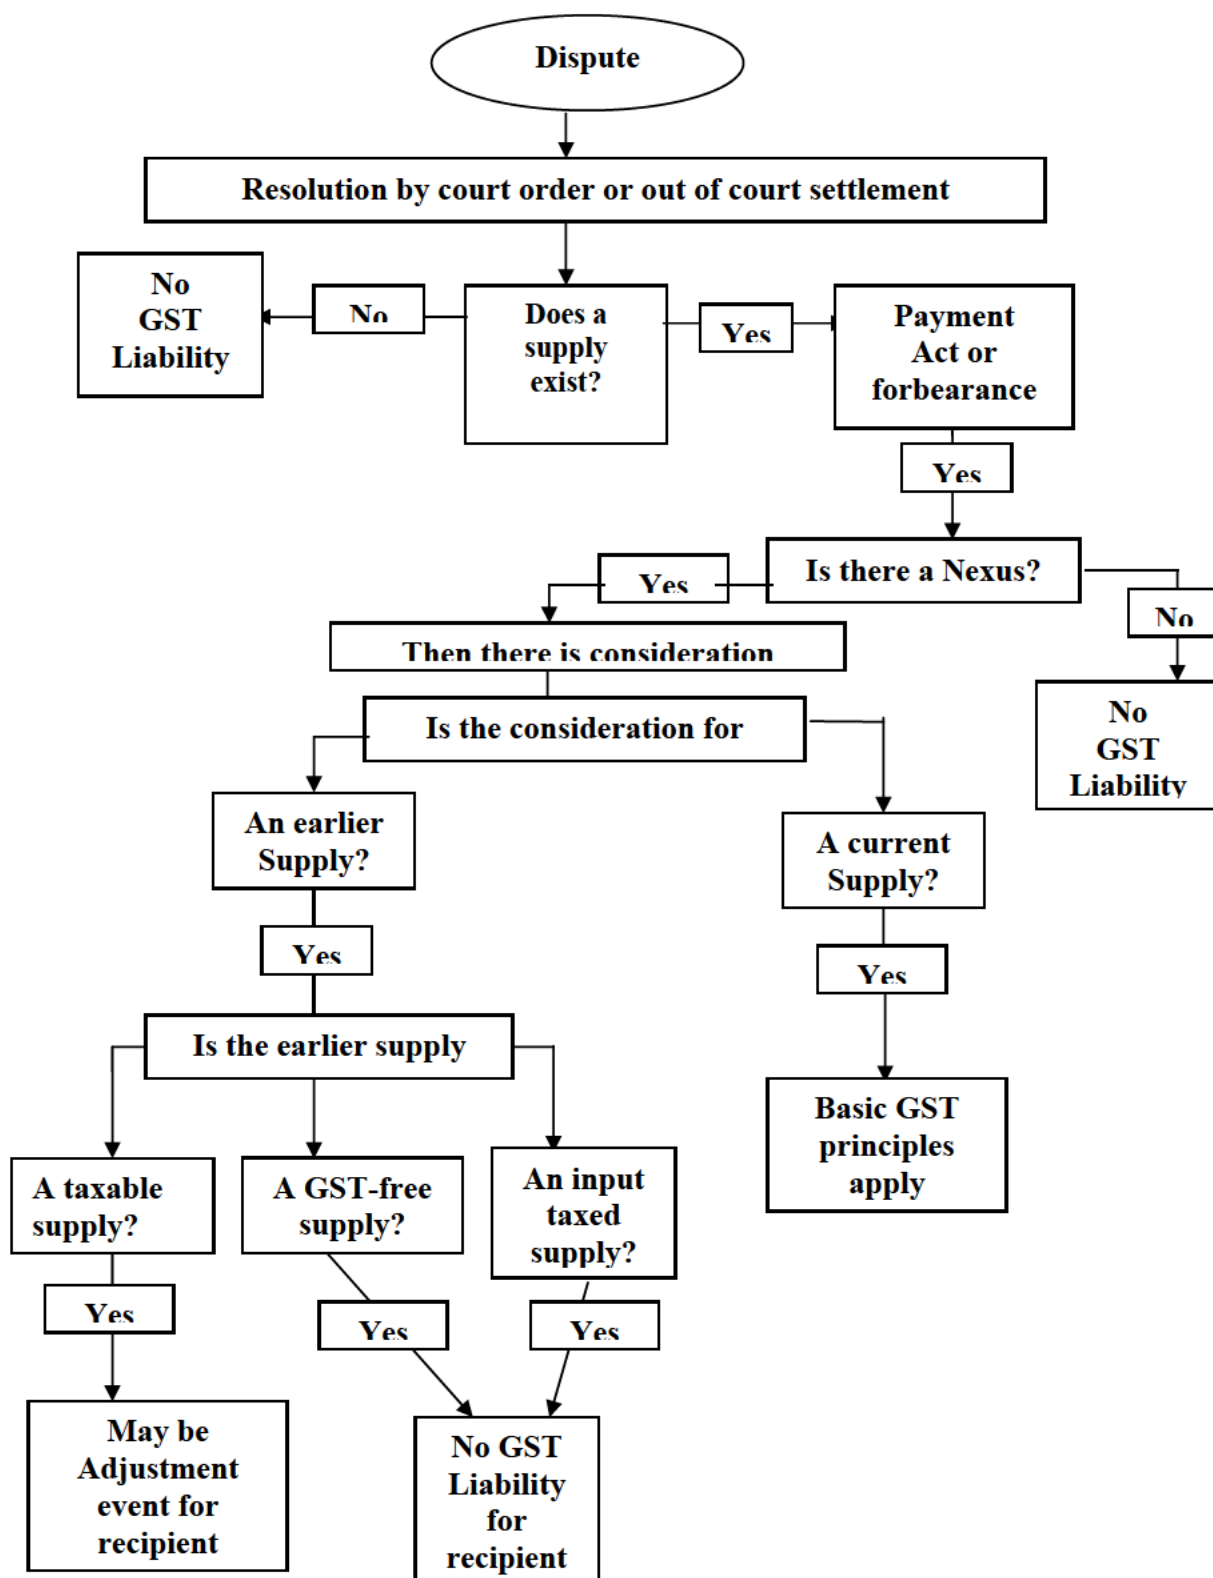 Dispute
Resolution by court order or out of court settlement
No
GST
Liability
No
Does a
supply
exist?
Yes
Payment
Act or
forbearance
Yes
Is there a Nexus?
Yes
No
Then there is consideration
Is the consideration for
No
GST
Liability
An earlier
Supply?
A current
Supply?
Yes
Yes
Is the earlier supply
Basic GST
principles
apply
A taxable
supply?
A GST-free
supply?
An input
taxed
supply?
Yes
Yes
Yes
May be
Adjustment
event for
recipient
No GST
Liability
for
recipient